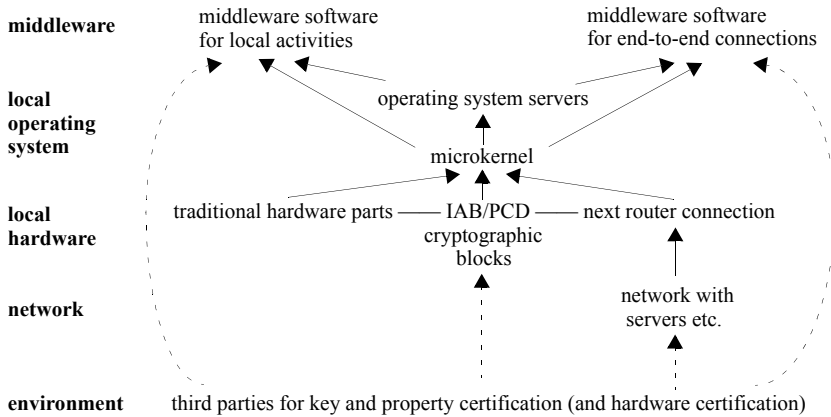 middleware
middleware software
for local activities
middleware software
for end-to-end connections
local
operating
system
operating system servers
microkernel
local
hardware
traditional hardware parts
IAB/PCD
cryptographic
blocks
next router connection
network
network with
servers etc.
environment
third parties for key and property certification (and hardware certification)